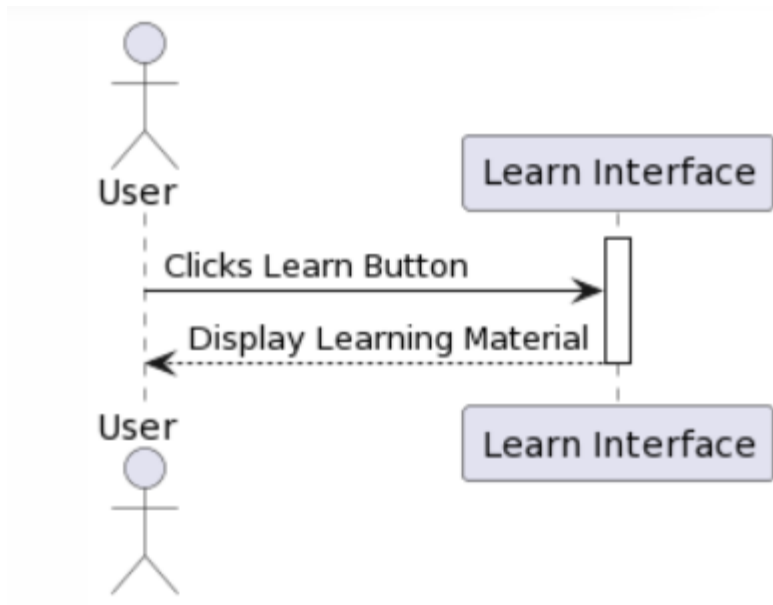 User
Learn Interface
Clicks Learn Button
Display Learning Material
User
Learn Interface